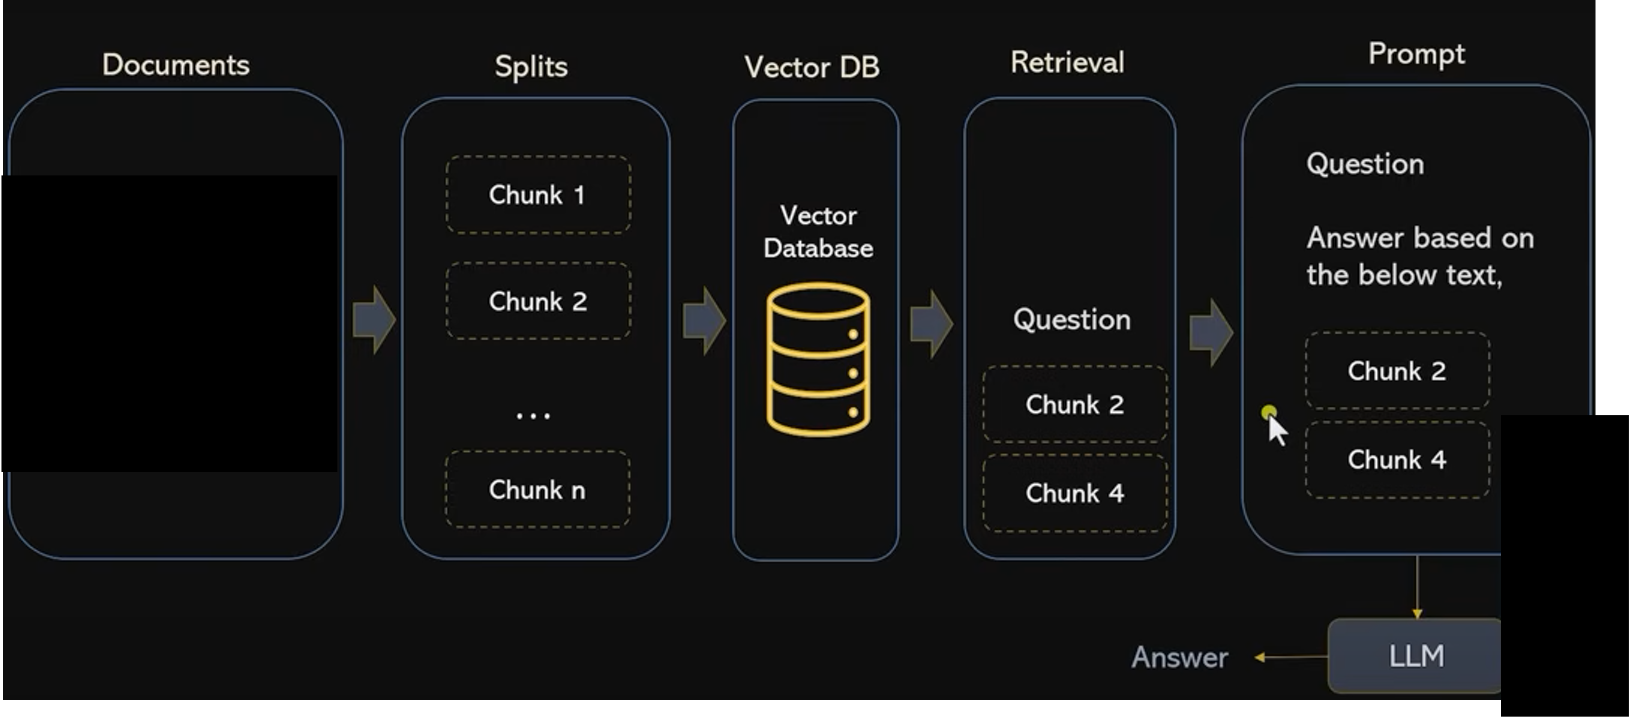 Documents
Splits
Chunk 1
Chunk 2
...
Chunk n
Vector DB
Vector
Database
Retrieval
Question
Chunk 2
Chunk 4
Prompt
Question
Answer based on
the below text,
Chunk 2
Chunk 4
LLM
Answer